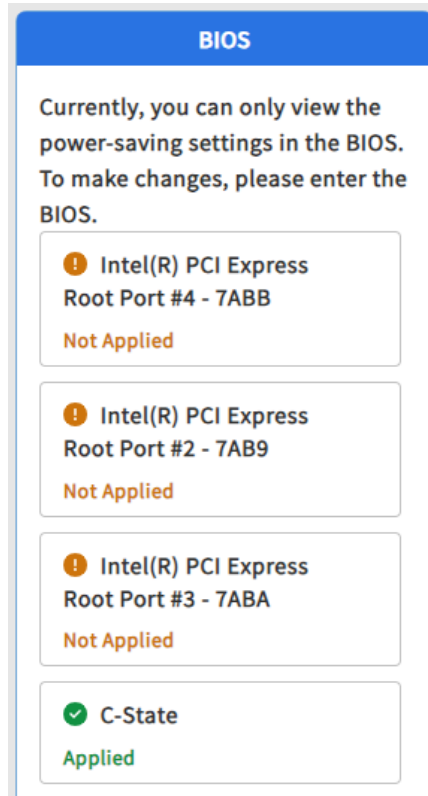 BIOS
Currently, you can only view the
power-saving settings in the BIOS.
To make changes, please enter the
BIOS.
Intel(R) PCI Express
Root Port #4 - 7ABB
Not Applied
Intel(R) PCI Express
Root Port #2 - 7AB9
Not Applied
Intel(R) PCI Express
Root Port #3 - 7ABA
Not Applied
C-State
Applied